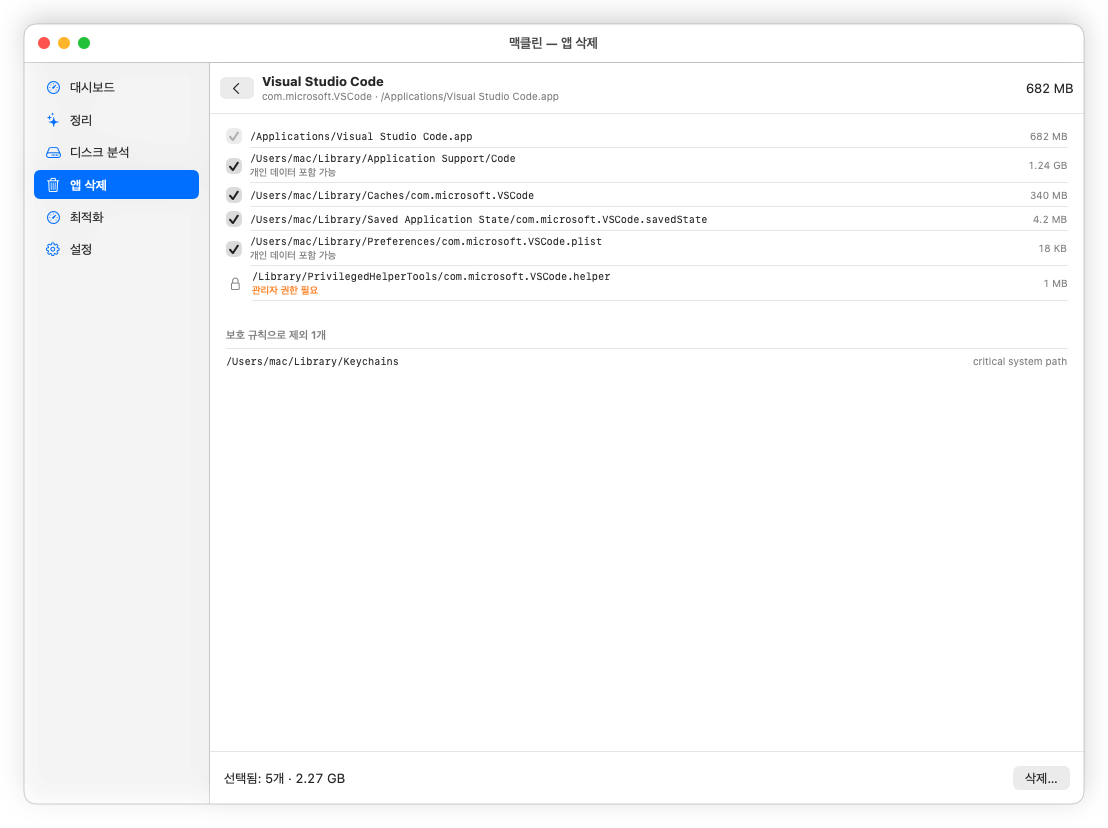 맥클린 — 앱 삭제
대시보드
정리
디스크 분석
앱 삭제
최적화
설정
Visual Studio Code
com.microsoft.VSCode · /Applications/Visual Studio Code.app
682 MB
/Applications/Visual Studio Code.app 682 MB
/Users/mac/Library/Application Support/Code 1.24 GB
개인 데이터 포함 가능
/Users/mac/Library/Caches/com.microsoft.VSCode 340 MB
/Users/mac/Library/Saved Application State/com.microsoft.VSCode.savedState 4.2 MB
/Users/mac/Library/Preferences/com.microsoft.VSCode.plist 18 KB
개인 데이터 포함 가능
/Library/PrivilegedHelperTools/com.microsoft.VSCode.helper 1 MB
관리자 권한 필요
보호 규칙으로 제외 1개
/Users/mac/Library/Keychains critical system path
선택됨: 5개 · 2.27 GB
삭제...